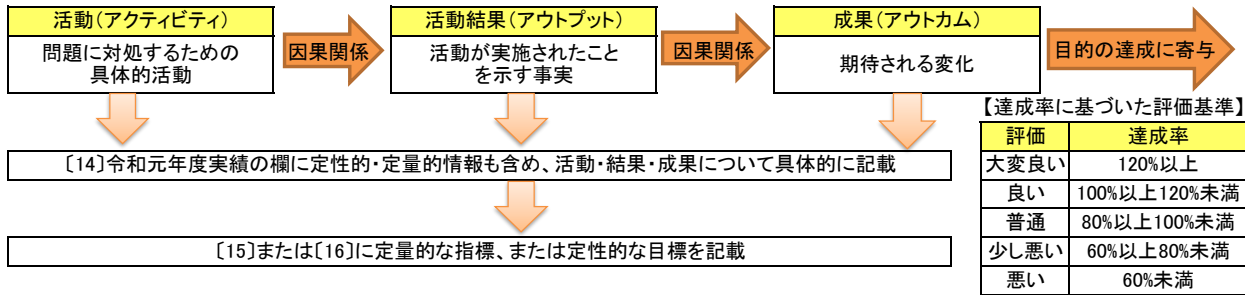 活動(アクティビティ)
問題に対処するための
具体的活動
因果関係
活動結果(アウトプット)
活動が実施されたこと
を示す事実
因果関係
成果(アウトカム)
期待される変化
目的の達成に寄与
〔14〕令和元年度実績の欄に定性的・定量的情報も含め、活動・結果・成果について具体的に記載
〔15〕または〔16〕に定量的な指標、または定性的な目標を記載
【達成率に基づいた評価基準】
評価 達成率
大変良い 120%以上
良い 100%以上120%未満
普通 80%以上100%未満
少し悪い 60%以上80%未満
悪い 60%未満